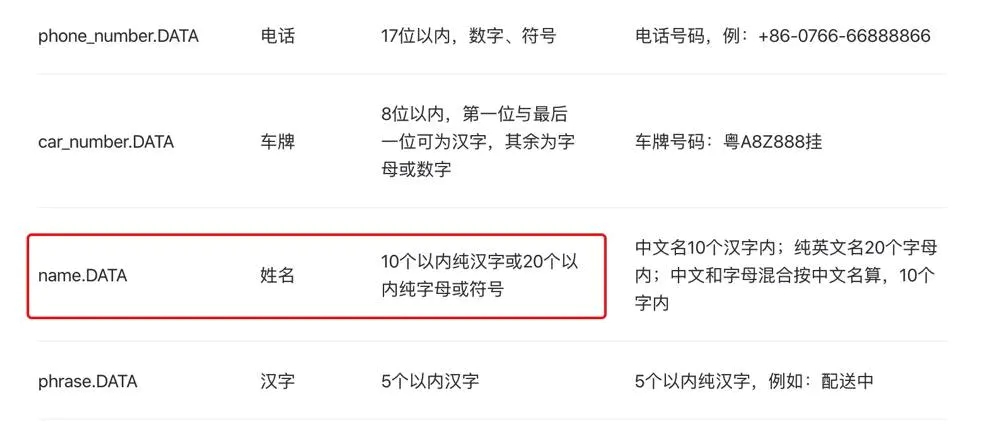 phone_number.DATA 电话 17位以内，数字、符号 电话号码，例：+86-0766-66888866
car_number.DATA 车牌 8位以内，第一位与最后
一位可为汉字，其余为字
母或数字 车牌号码：粤A8Z888挂
name.DATA 姓名 10个以内纯汉字或20个以
内纯字母或符号 中文名10个汉字内；纯英文名20个字母
内；中文和字母混合按中文名算，10个
字内
phrase.DATA 汉字 5个以内汉字 5个以内纯汉字，例如：配送中